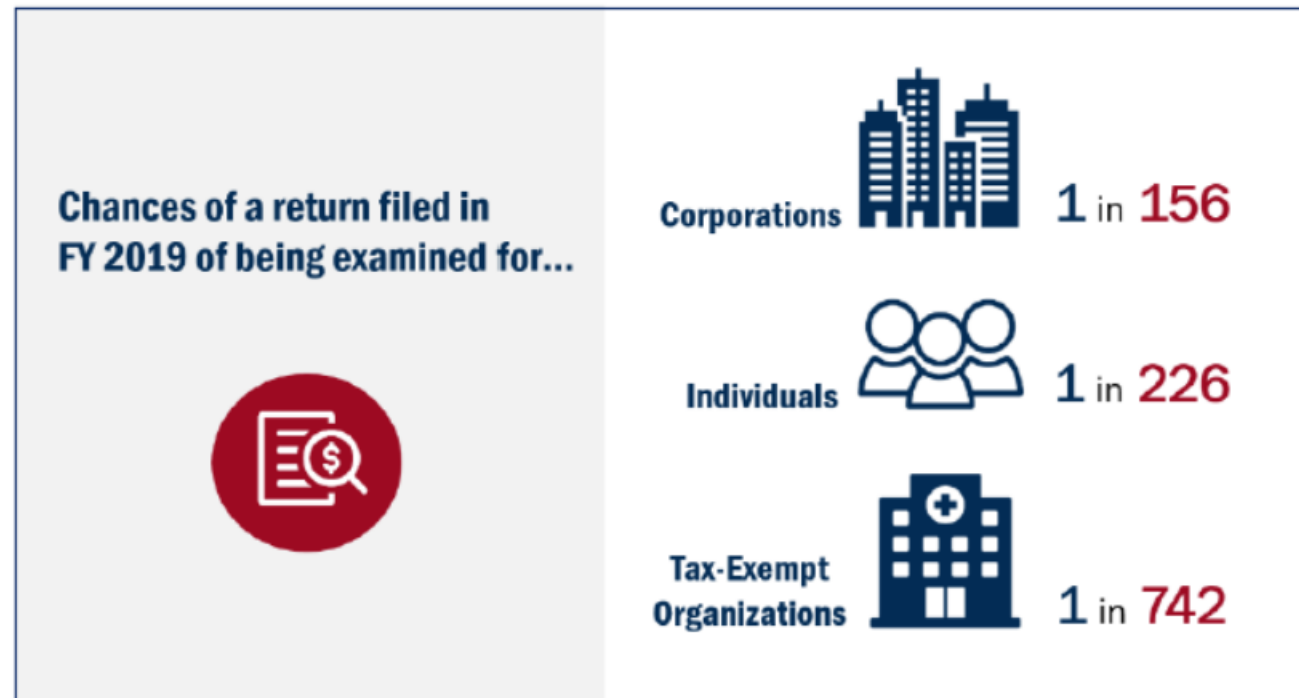 Chances of a return filed in
FY 2019 of being examined for...
Corporations 1 in 156
Individuals 1 in 226
Tax-Exempt
Organizations 1 in 742
$